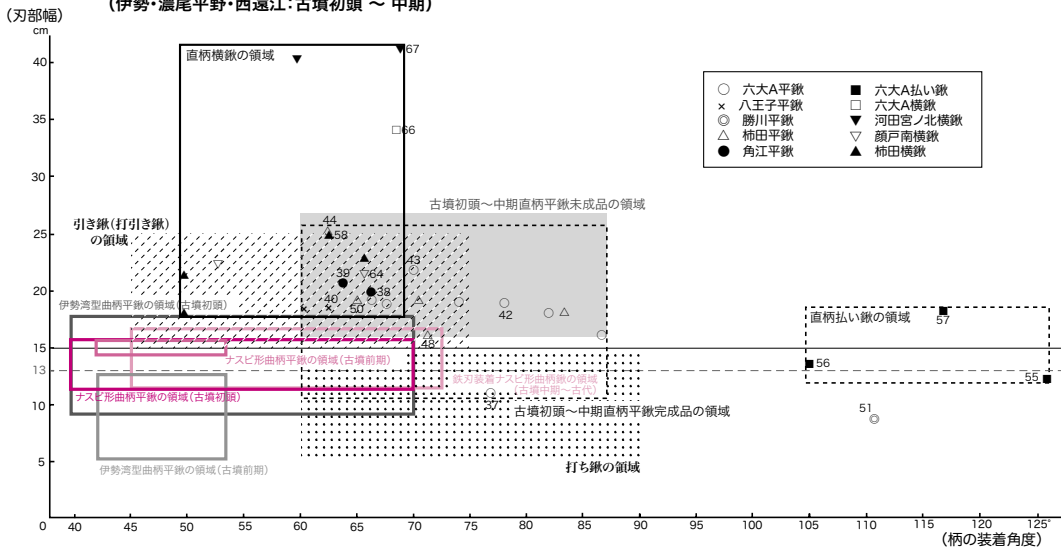 (伊勢・濃尾平野・西遠江:古墳初頭 ～ 中期)
(刃部幅)
cm
40
35
30
25
20
15
13
10
5
0
40
45
50
55
60
65
70
75
80
85
90
105
110
115
120
125°
(柄の装着角度)
直柄横鍬の領域
67
66
○ 六大A平鍬
× 八王子平鍬
◎ 勝川平鍬
△ 柿田平鍬
● 角江平鍬
■ 六大A払い鍬
□ 六大A横鍬
▼ 河田宮ノ北横鍬
▽ 顔戸南横鍬
▲ 柿田横鍬
古墳初頭～中期直柄平鍬未成品の領域
引き鍬(打引き鍬)
の領域
44
58
43
39
64
38
40
50
42
48
伊勢湾型曲柄平鍬の領域(古墳初頭)
直柄払い鍬の領域
57
56
55
51
ナスビ形曲柄平鍬の領域(古墳前期)
鉄刃装着ナスビ形曲柄鍬の領域
(古墳中期～古代)
ナスビ形曲柄平鍬の領域(古墳初頭)
37
古墳初頭～中期直柄平鍬完成品の領域
伊勢湾型曲柄平鍬の領域(古墳前期)
打ち鍬の領域